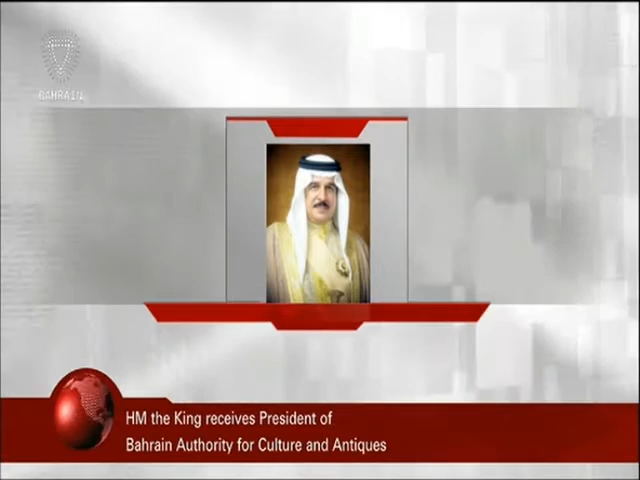 BAHRAIN
HM the King receives President of
Bahrain Authority for Culture and Antiques